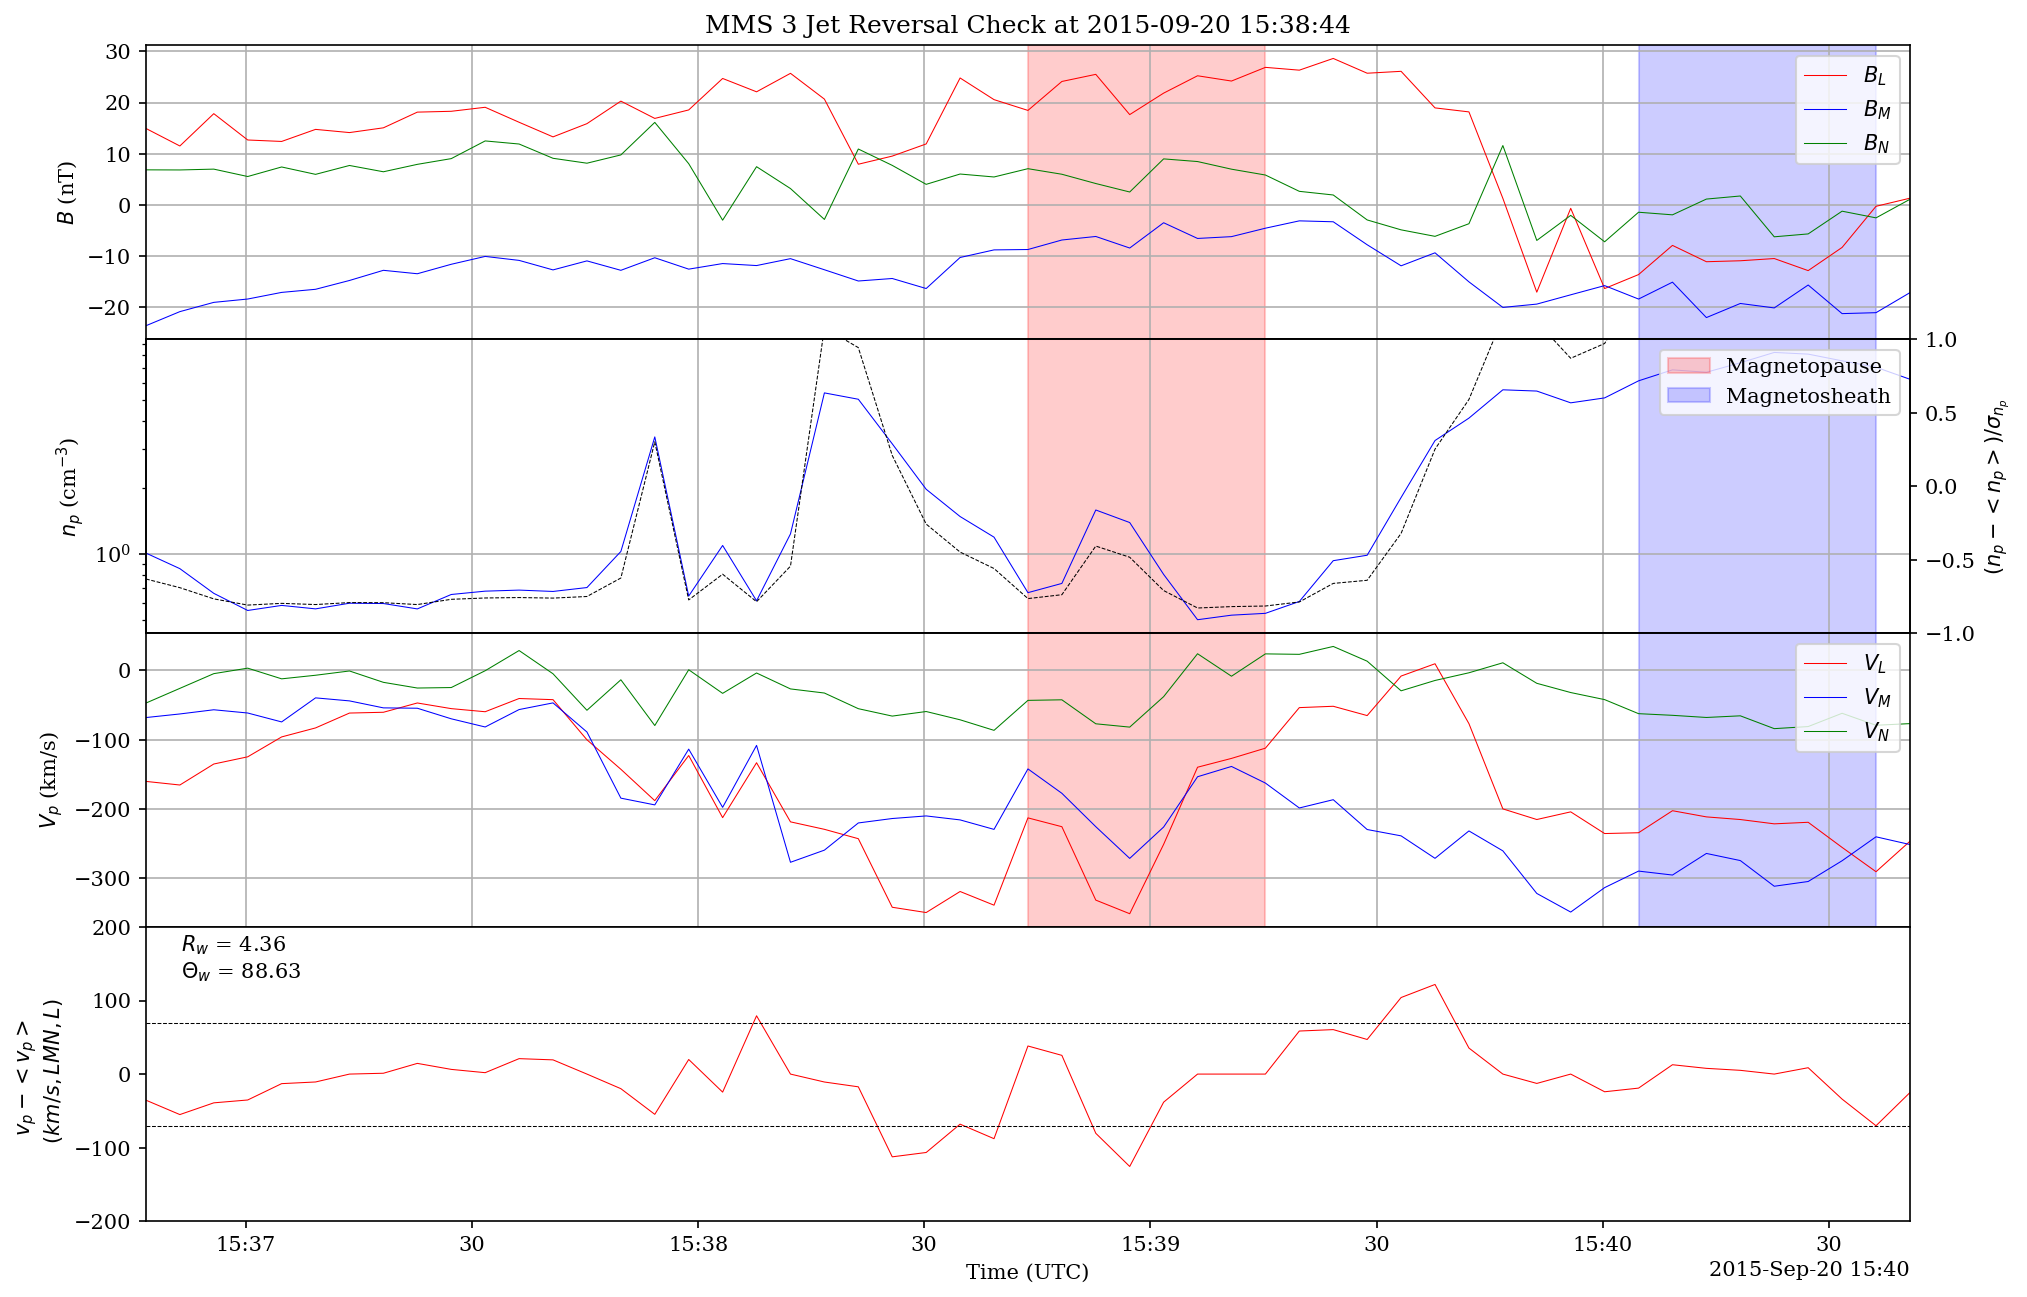 MMS 3 Jet Reversal Check at 2015-09-20 15:38:44
30
20
10
0
−10
−20
B (nT)
B_L
B_M
B_N
10^0
n_p (cm^−3)
Magnetopause
Magnetosheath
1.0
0.5
0.0
−0.5
−1.0
(n_p − < n_p > )/σ_{n_p}
0
−100
−200
−300
V_p (km/s)
V_L
V_M
V_N
200
100
0
−100
−200
v_p − < v_p >
(km/s, LMN, L)
R_w = 4.36
Θ_w = 88.63
15:37
30
15:38
30
15:39
30
15:40
30
Time (UTC)
2015-Sep-20 15:40